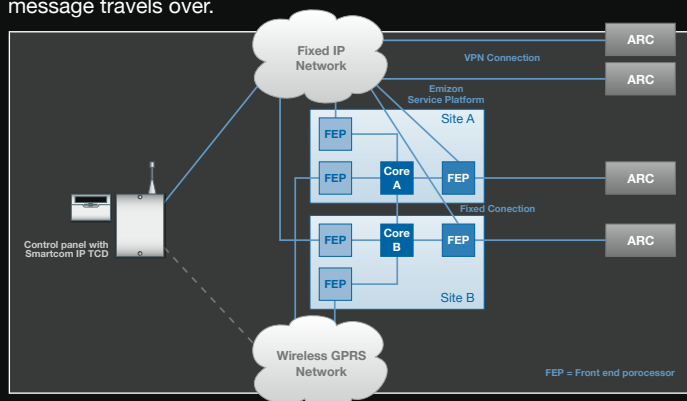 message travels over.
Fixed IP
Network
ARC
VPN Connection
ARC
Emizon
Service Platform
Site A
FEP
FEP
Core
A
FEP
ARC
Fixed Conection
Control panel with
Smartcom IP TCD
FEP
Core
B
FEP
ARC
FEP
Site B
Wireless GPRS
Network
FEP = Front end porocessor